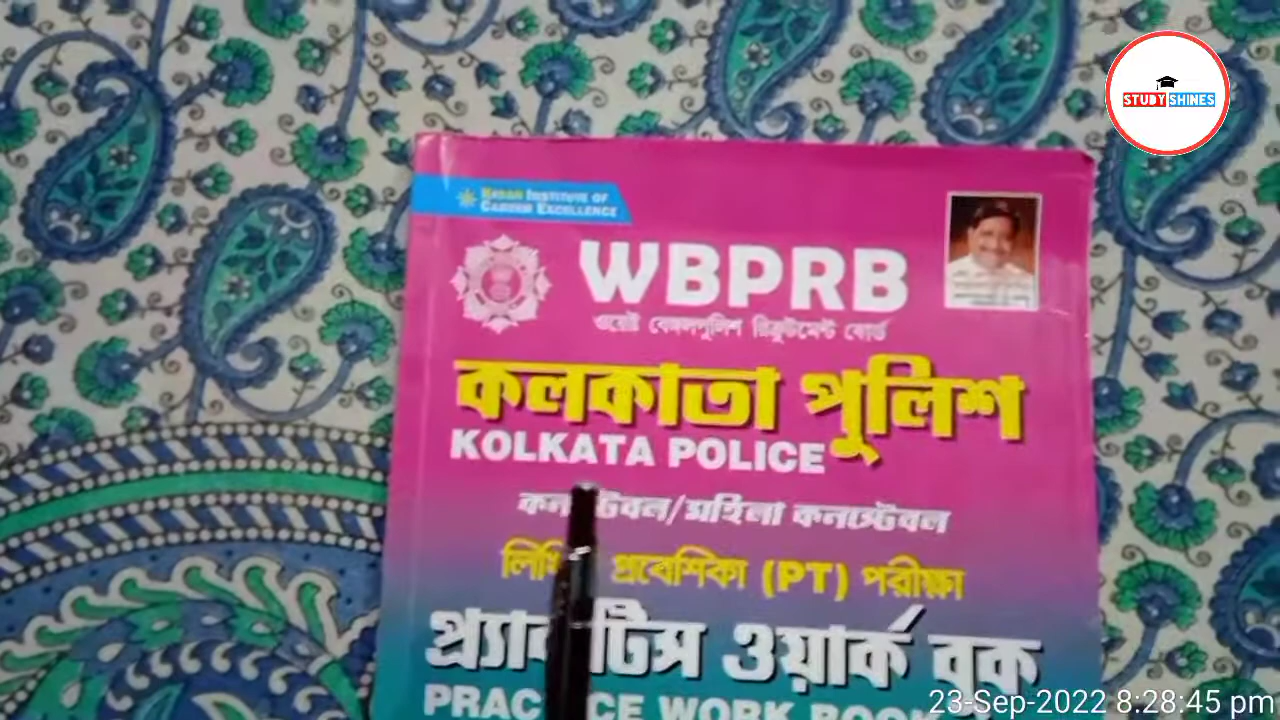 STUDY SHINES
KIRAN INSTITUTE OF
CAREER EXCELLENCE
WBPRB
ওয়েস্ট বেঙ্গল পুলিশ রিক্রুটমেন্ট বোর্ড
কলকাতা পুলিশ
KOLKATA POLICE
/মহিলা কনস্টেবল
প্রবেশিকা (PT) পরীক্ষা
ওয়ার্ক বুক
WORK
23-Sep-2022 8:28:45 pm